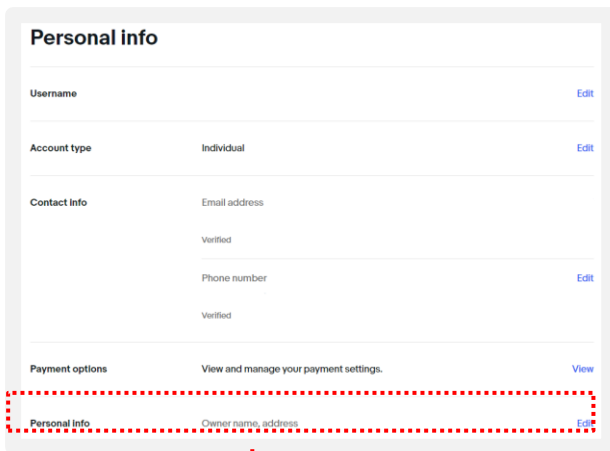 Personal info
Username Edit
Account type Individual Edit
Contact info Email address
Verified
Phone number Edit
Verified
Payment options View and manage your payment settings. View
Personal info Owner name, address Edit